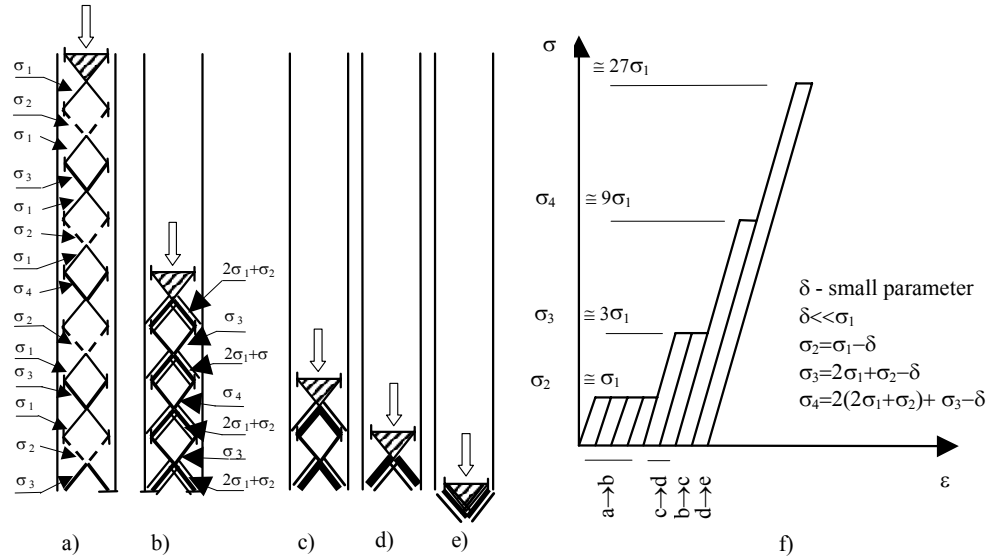 σ₁
σ₂
σ₁
σ₃
σ₁
σ₂
σ₁
σ₄
σ₂
σ₁
σ₃
σ₁
σ₂
σ₃
a)
2σ₁+σ₂
σ₃
2σ₁+σ
σ₄
2σ₁+σ₂
σ₃
2σ₁+σ₂
b)
c)
d)
e)
σ
≅ 27σ₁
σ₄ ≅ 9σ₁
σ₃ ≅ 3σ₁
σ₂ ≅ σ₁
ε
a→b
c→d
b→c
d→e
δ - small parameter
δ<<σ₁
σ₂=σ₁−δ
σ₃=2σ₁+σ₂−δ
σ₄=2(2σ₁+σ₂)+ σ₃−δ
f)